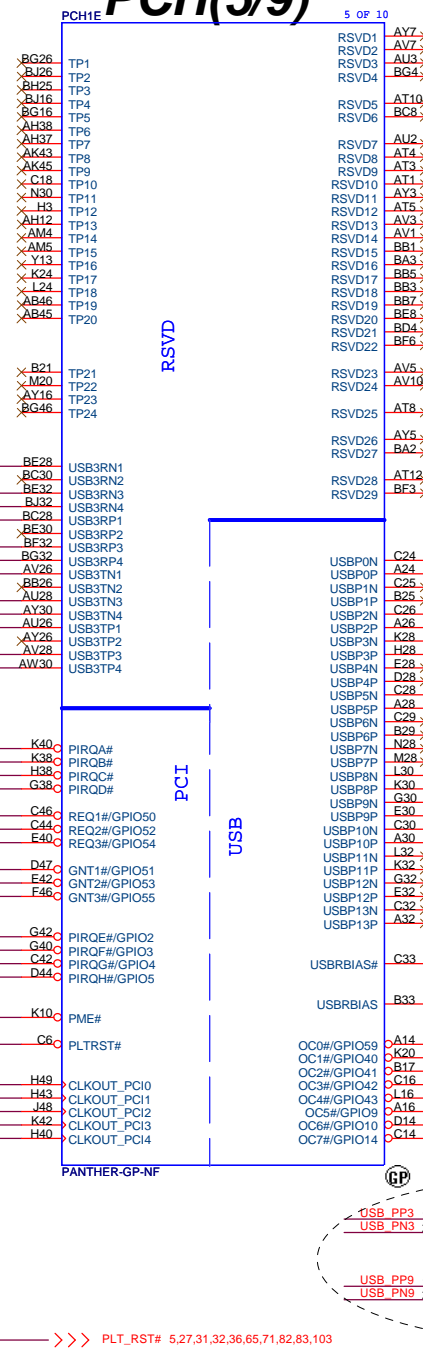 PCH(5/9)
PCH1E 5 OF 10
RSVD1 AY7
RSVD2 AV7
RSVD3 AU3
RSVD4 BG4
RSVD5 AT10
RSVD6 BC8
RSVD7 AU2
RSVD8 AT4
RSVD9 AT3
RSVD10 AT1
RSVD11 AY3
RSVD12 AT5
RSVD13 AV3
RSVD14 AV1
RSVD15 BB1
RSVD16 BA3
RSVD17 BB5
RSVD18 BB3
RSVD19 BB7
RSVD20 BE8
RSVD21 BD4
RSVD22 BF6
RSVD23 AV5
RSVD24 AV10
RSVD25 AT8
RSVD26 AY5
RSVD27 BA2
RSVD28 AT12
RSVD29 BF3
BG26 TP1
BJ26 TP2
BH25 TP3
BJ16 TP4
BG16 TP5
AH38 TP6
AH37 TP7
AK43 TP8
AK45 TP9
C18 TP10
N30 TP11
H3 TP12
AH12 TP13
AM4 TP14
AM5 TP15
Y13 TP16
K24 TP17
L24 TP18
AB46 TP19
AB45 TP20
RSVD
B21 TP21
M20 TP22
AY16 TP23
BG46 TP24
BE28 USB3RN1
BC30 USB3RN2
BE32 USB3RN3
BJ32 USB3RN4
BC28 USB3RP1
BE30 USB3RP2
BF32 USB3RP3
BG32 USB3RP4
AV26 USB3TN1
BB26 USB3TN2
AU28 USB3TN3
AY30 USB3TN4
AU26 USB3TP1
AY26 USB3TP2
AV28 USB3TP3
AW30 USB3TP4
USBP0N C24
USBP0P A24
USBP1N C25
USBP1P B25
USBP2N C26
USBP2P A26
USBP3N K28
USBP3P H28
USBP4N E28
USBP4P D28
USBP5N C28
USBP5P A28
USBP6N C29
USBP6P B29
USBP7N N28
USBP7P M28
USBP8N L30
USBP8P K30
USBP9N G30
USBP9P E30
USBP10N C30
USBP10P A30
USBP11N L32
USBP11P K32
USBP12N G32
USBP12P E32
USBP13N C32
USBP13P A32
PCI
USB
K40 PIRQA#
K38 PIRQB#
H38 PIRQC#
G38 PIRQD#
C46 REQ1#/GPIO50
C44 REQ2#/GPIO52
E40 REQ3#/GPIO54
D47 GNT1#/GPIO51
E42 GNT2#/GPIO53
F46 GNT3#/GPIO55
G42 PIRQE#/GPIO2
G40 PIRQF#/GPIO3
C42 PIRQG#/GPIO4
D44 PIRQH#/GPIO5
USBRBIAS# C33
USBRBIAS B33
K10 PME#
C6 PLTRST#
OC0#/GPIO59 A14
OC1#/GPIO40 K20
OC2#/GPIO41 B17
OC3#/GPIO42 C16
OC4#/GPIO43 L16
OC5#/GPIO9 A16
OC6#/GPIO10 D14
OC7#/GPIO14 C14
H49 CLKOUT_PCI0
H43 CLKOUT_PCI1
J48 CLKOUT_PCI2
K42 CLKOUT_PCI3
H40 CLKOUT_PCI4
PANTHER-GP-NF
GP
USB_PP3
USB_PN3
USB_PP9
USB_PN9
PLT_RST# 5,27,31,32,36,65,71,82,83,103